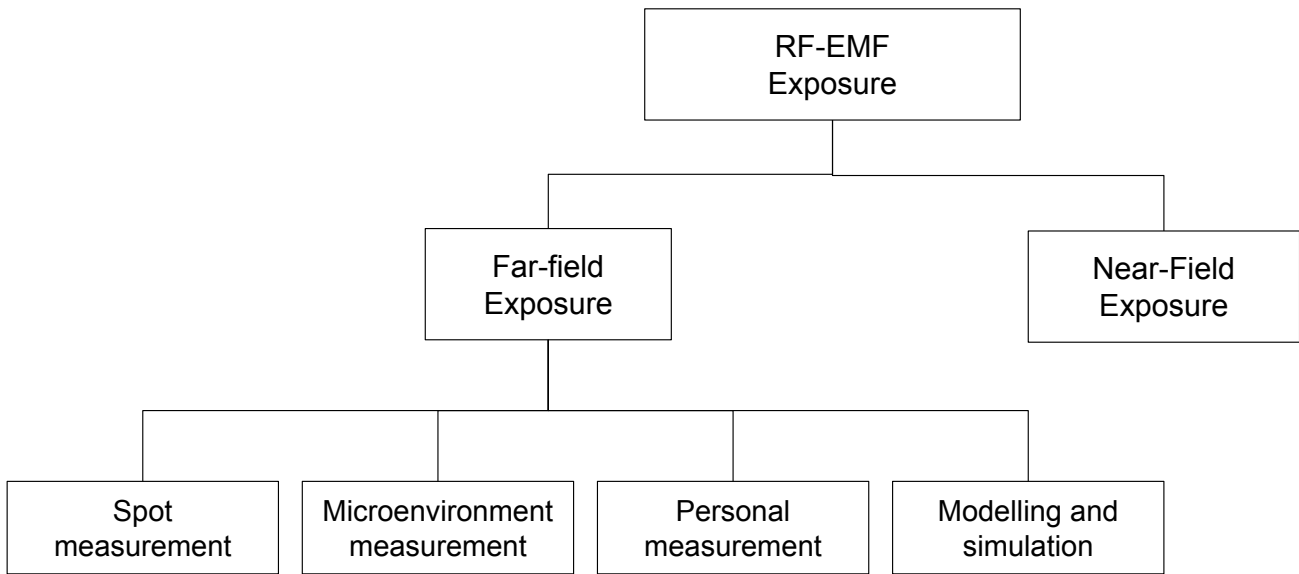 RF-EMF
Exposure
Far-field
Exposure
Near-Field
Exposure
Spot
measurement
Microenvironment
measurement
Personal
measurement
Modelling and
simulation